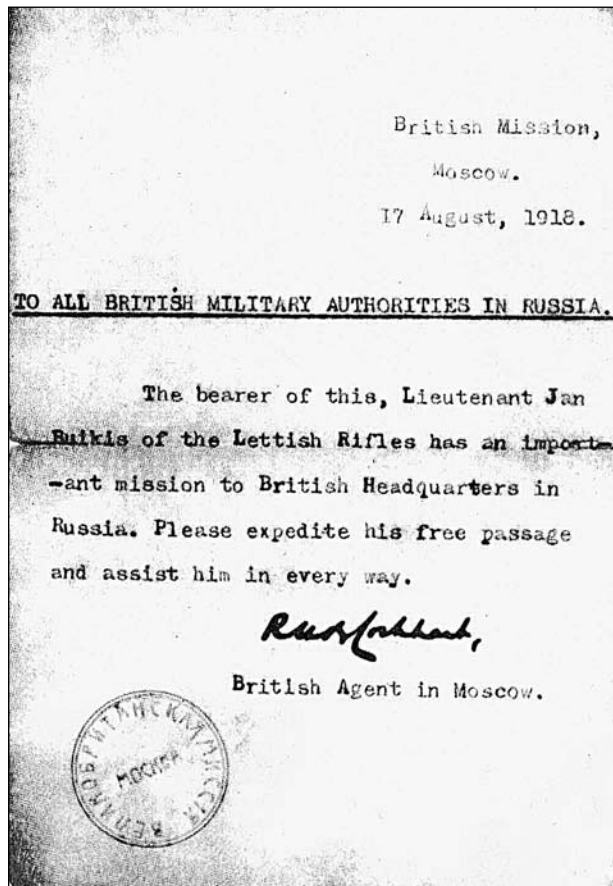 British Mission,
Moscow.
17 August, 1918.
TO ALL BRITISH MILITARY AUTHORITIES IN RUSSIA.
The bearer of this, Lieutenant Jan
Buikis of the Lettish Rifles has an import-
-ant mission to British Headquarters in
Russia. Please expedite his free passage
and assist him in every way.
British Agent in Moscow.
ВЕЛИКОБРИТАНСКАЯ МИССІЯ
МОСКВА